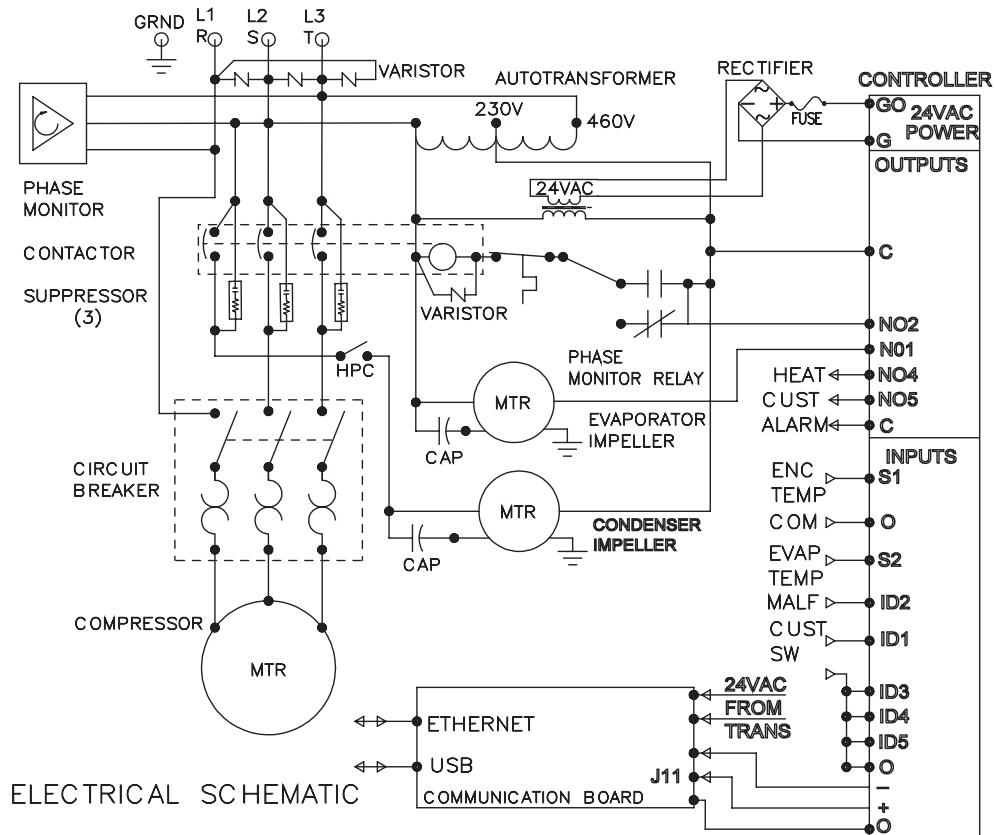 GRND
L1
R
L2
S
L3
T
VARISTOR
AUTOTRANSFORMER
230V
460V
RECTIFIER
FUSE
CONTROLLER
GO
24VAC
POWER
G
OUTPUTS
PHASE
MONITOR
24VAC
CONTACTOR
C
SUPPRESSOR
(3)
VARISTOR
PHASE
MONITOR RELAY
NO2
N01
HPC
HEAT
NO4
CUST
NO5
ALARM
C
MTR
EVAPORATOR
IMPELLER
CAP
INPUTS
CIRCUIT
BREAKER
ENC
TEMP
S1
COM
O
MTR
CONDENSER
IMPELLER
CAP
EVAP
TEMP
S2
MALF
ID2
CUST
SW
ID1
COMPRESSOR
MTR
24VAC
FROM
TRANS
ID3
ID4
ID5
O
ETHERNET
USB
J11
COMMUNICATION BOARD
-
+
O
ELECTRICAL SCHEMATIC